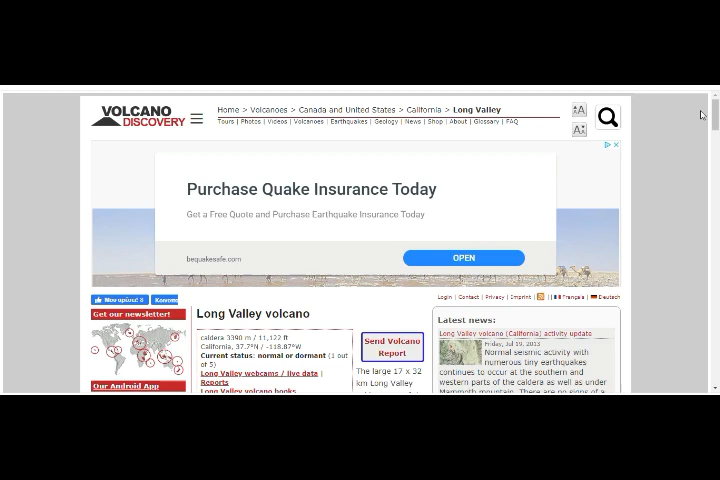 VOLCANO
DISCOVERY
Home > Volcanoes > Canada and United States > California > Long Valley
Tours | Photos | Videos | Volcanoes | Earthquakes | Geology | News | Shop | About | Glossary | FAQ
A
A
Purchase Quake Insurance Today
Get a Free Quote and Purchase Earthquake Insurance Today
bequakesafe.com
OPEN
Login | Contact | Privacy | Imprint | Français | Deutsch
Get our newsletter!
Our Android App
Long Valley volcano
caldera 3390 m / 11,122 ft
California, 37.7°N / -118.87°W
Current status: normal or dormant (1 out
of 5)
Long Valley webcams / live data |
Reports
Long Valley volcano books
Send Volcano
Report
The large 17 x 32
km Long Valley
Latest news:
Long Valley volcano (California) activity update
Friday, Jul 19, 2013
Normal seismic activity with
numerous tiny earthquakes
continues to occur at the southern and
western parts of the caldera as well as under
Mammoth mountain. There are no signs of a